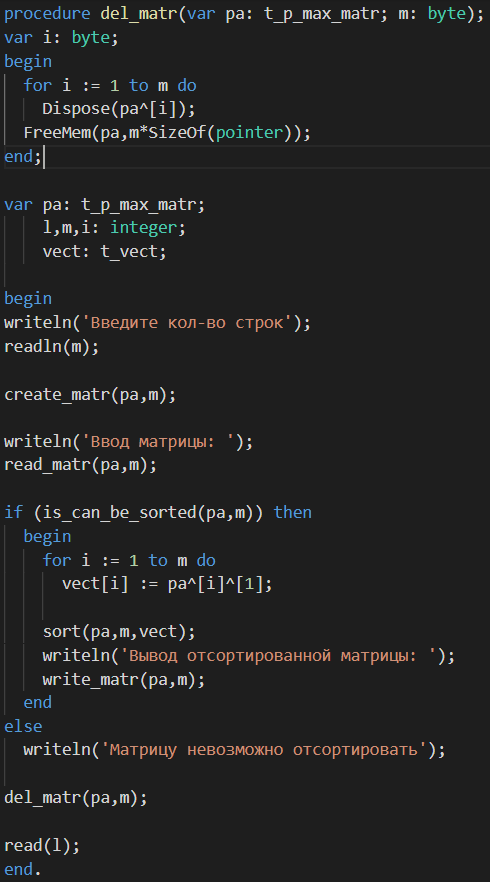 procedure del_matr(var pa: t_p_max_matr; m: byte);
var i: byte;
begin
  for i := 1 to m do
    Dispose(pa^[i]);
  FreeMem(pa,m*SizeOf(pointer));
end;

var pa: t_p_max_matr;
    l,m,i: integer;
    vect: t_vect;

begin
writeln('Введите кол-во строк');
readln(m);

create_matr(pa,m);

writeln('Ввод матрицы: ');
read_matr(pa,m);

if (is_can_be_sorted(pa,m)) then
  begin
    for i := 1 to m do
      vect[i] := pa^[i]^[1];

    sort(pa,m,vect);
    writeln('Вывод отсортированной матрицы: ');
    write_matr(pa,m);
  end
else
  writeln('Матрицу невозможно отсортировать');

del_matr(pa,m);

read(l);
end.